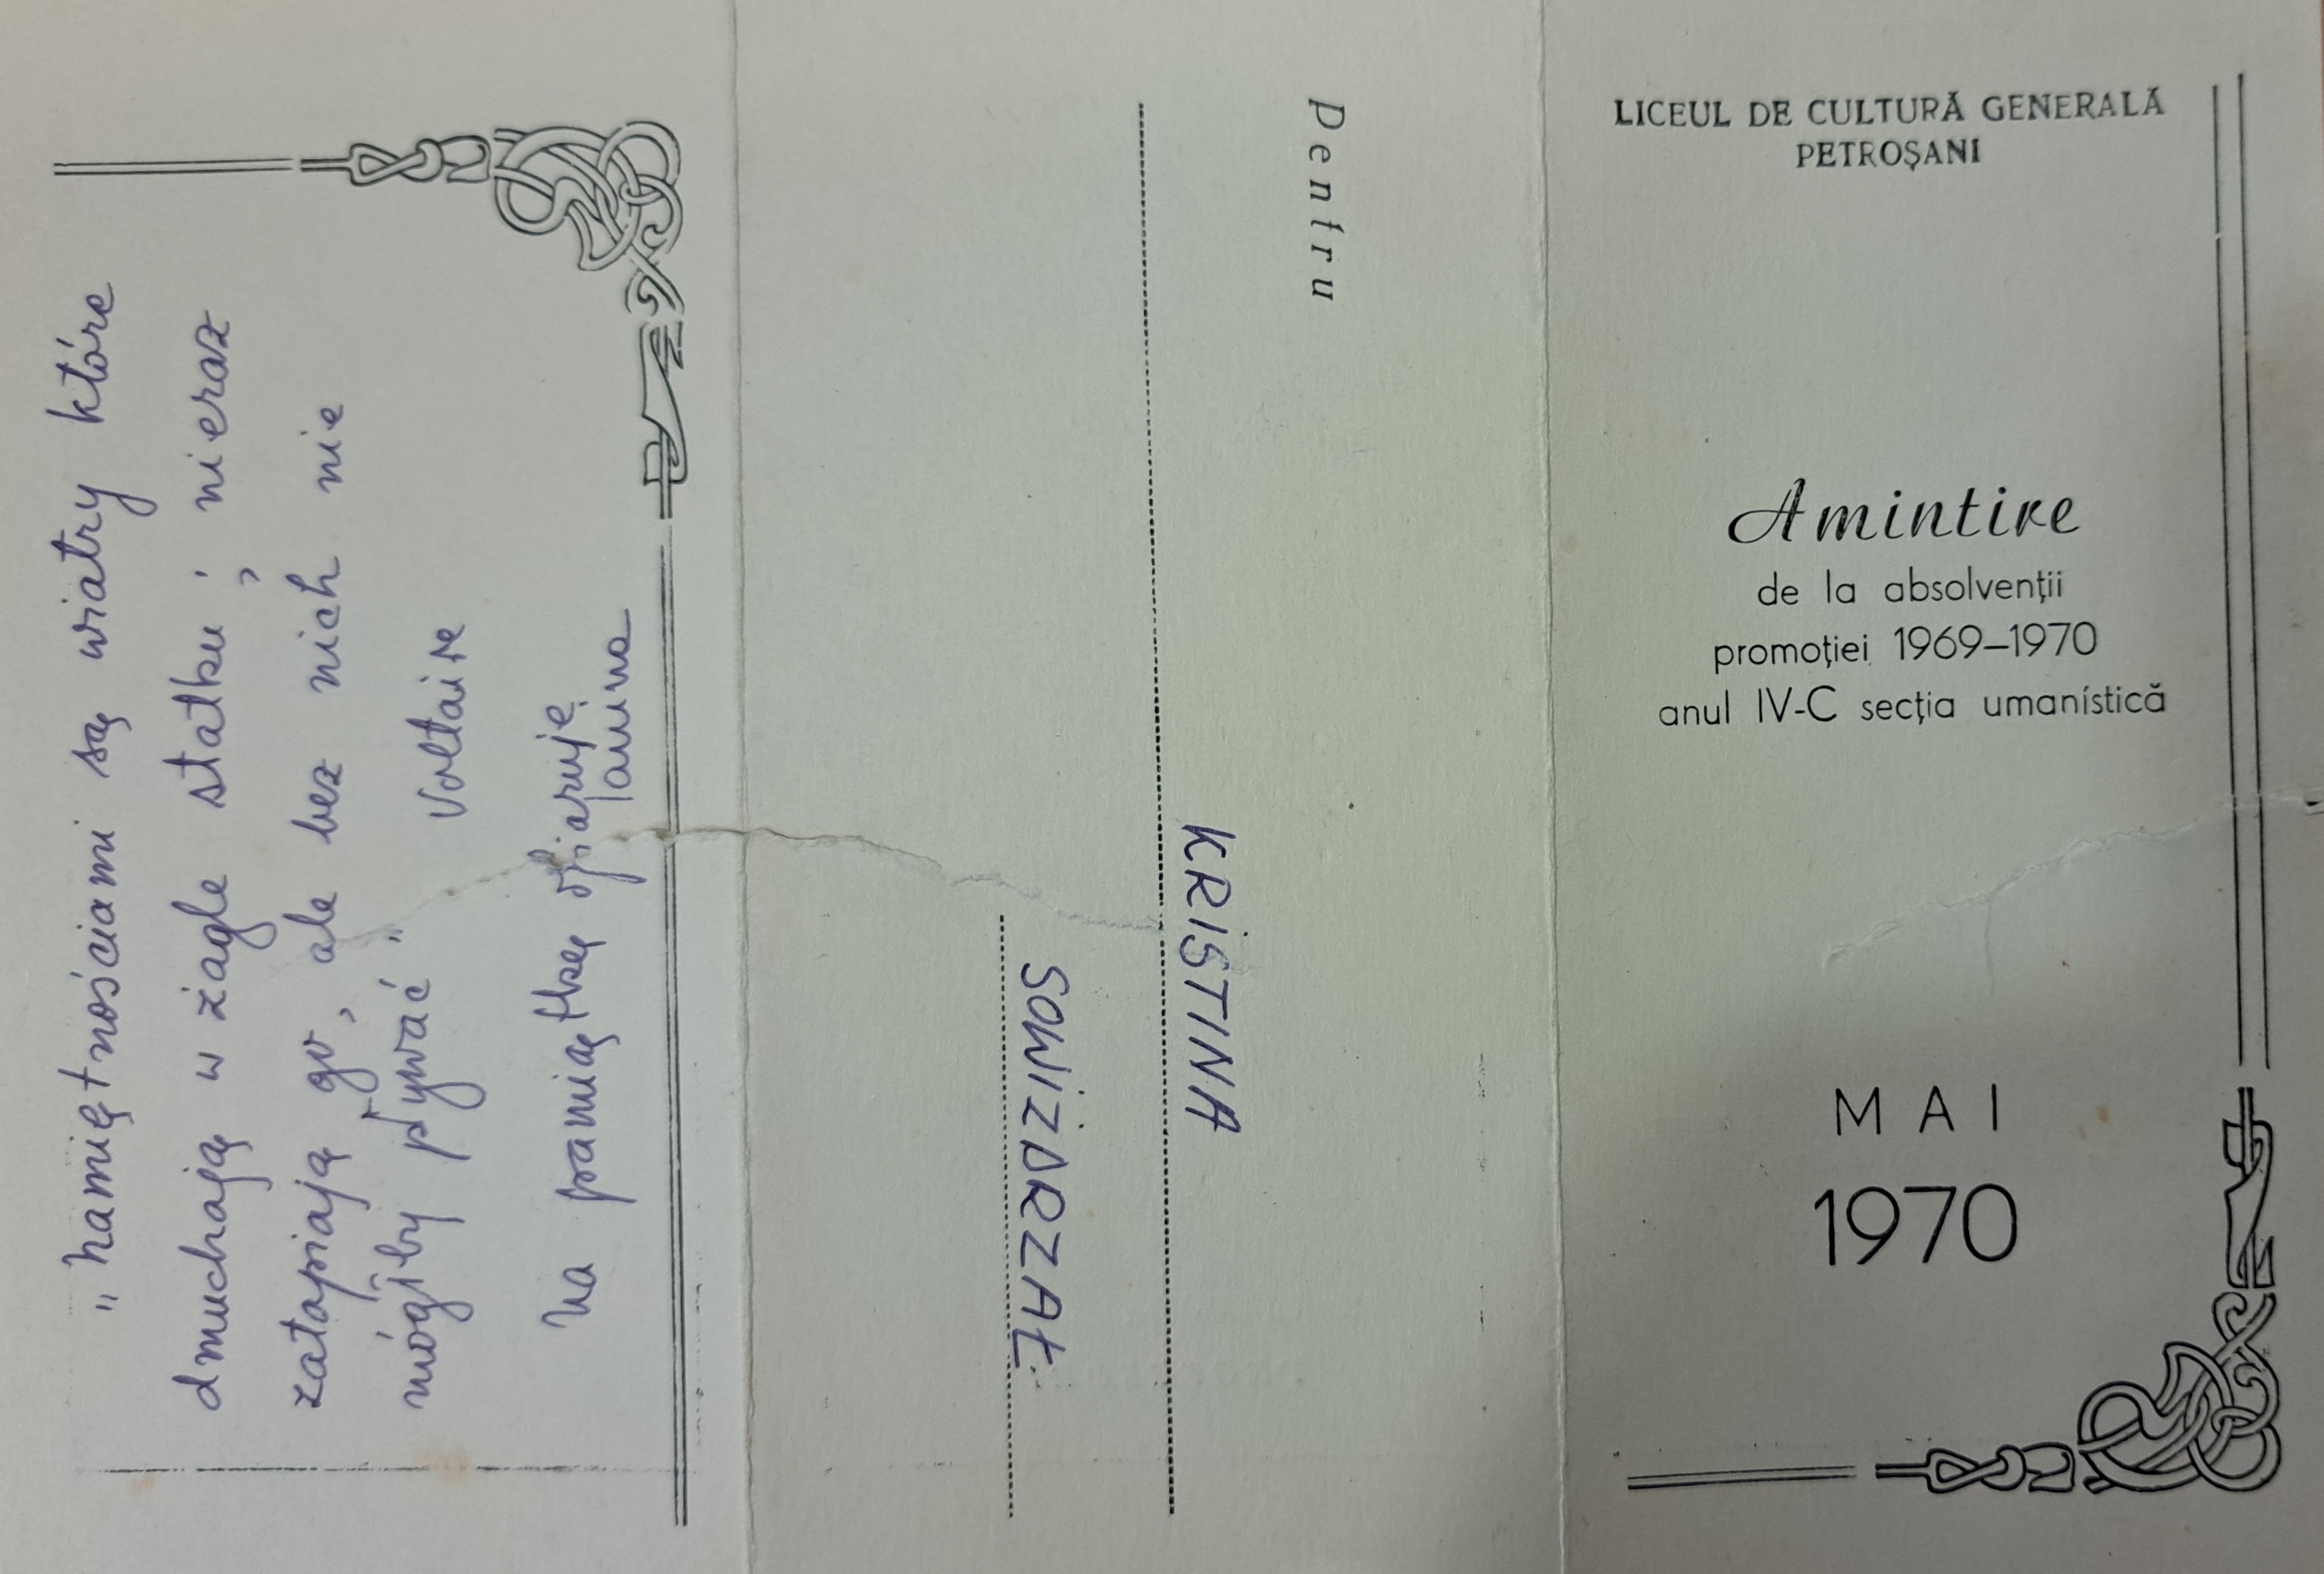 LICEUL DE CULTURĂ GENERALĂ
PETROŞANI
Amintire
de la absolvenţii
promoţiei 1969–1970
anul IV-C secţia umanistică
MAI
1970
Pentru
KRISTINA
SOWIZDRZAŁ
„Namiętnościami są wiatry które
dmuchają w żagle statku, nieraz
zatapiają go, ale bez nich nie
mógłby pływać"
Voltaire
Na pamiątkę ofiaruje